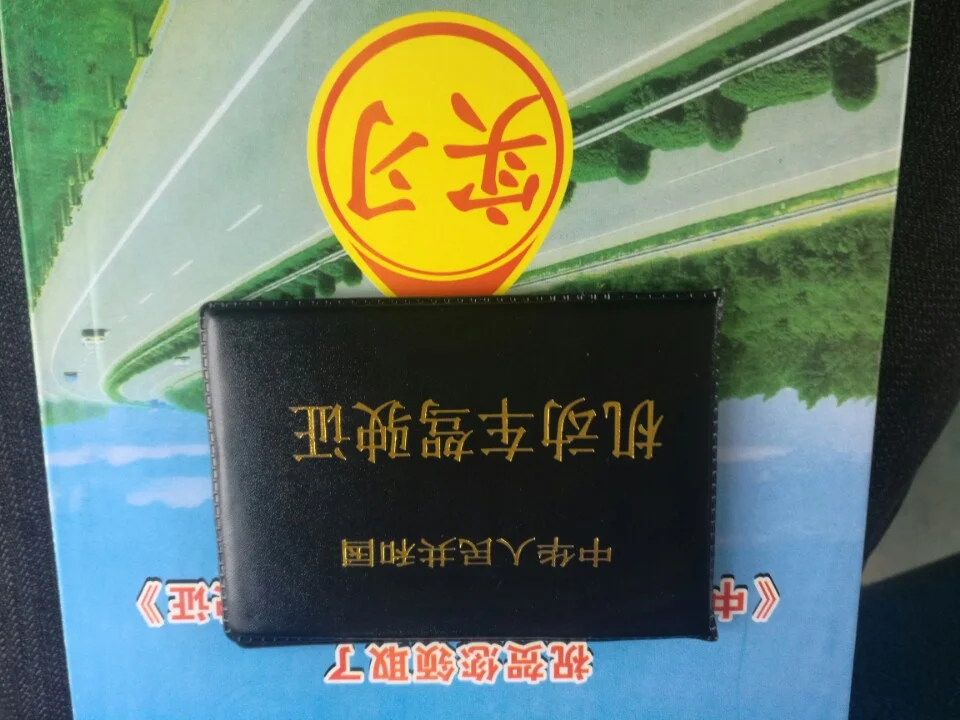 祝贺您领取了
《中 证》
中华人民共和国
机动车驾驶证
实习